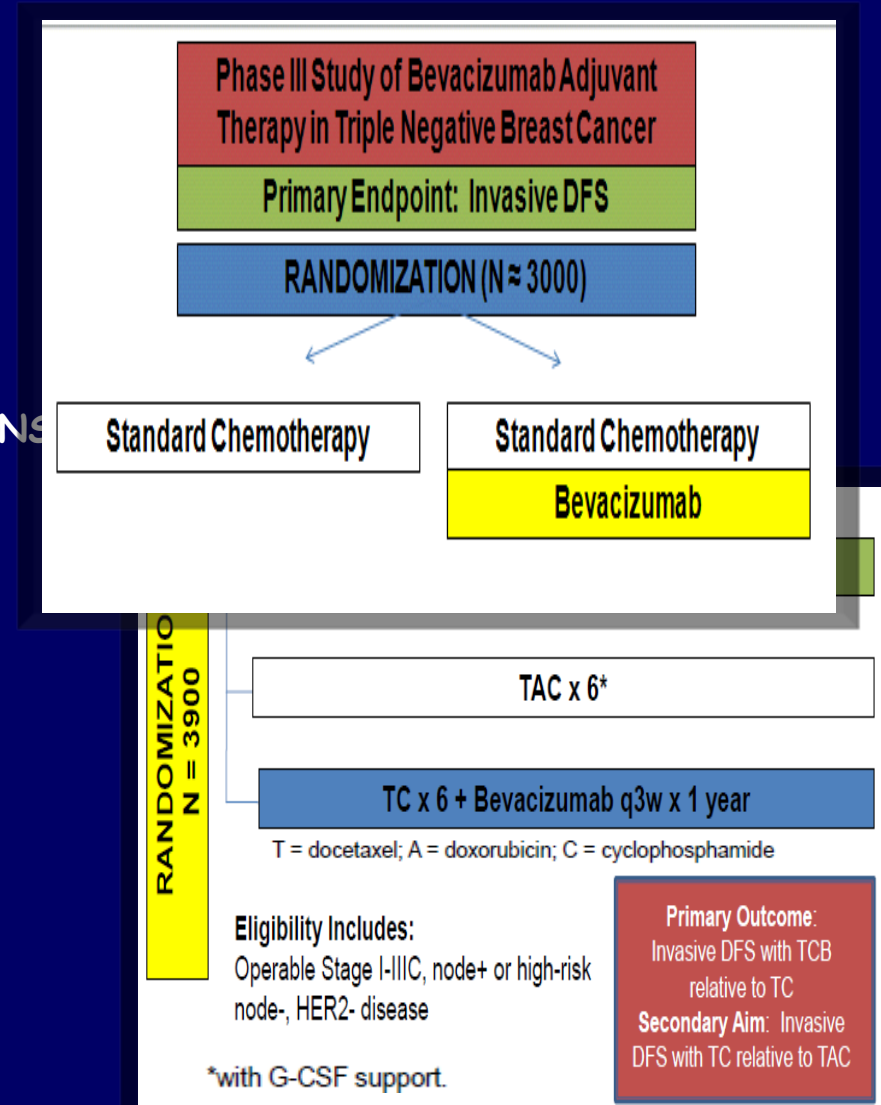 Phase III Study of Bevacizumab Adjuvant
Therapy in Triple Negative Breast Cancer
Primary Endpoint: Invasive DFS
RANDOMIZATION (N ≈ 3000)
Standard Chemotherapy
Standard Chemotherapy
Bevacizumab
N = 3900
TAC x 6*
TC x 6 + Bevacizumab q3w x 1 year
T = docetaxel; A = doxorubicin; C = cyclophosphamide
Eligibility Includes:
Operable Stage I-IIIC, node+ or high-risk
node-, HER2- disease
*with G-CSF support.
Primary Outcome:
Invasive DFS with TCB
relative to TC
Secondary Aim: Invasive
DFS with TC relative to TAC